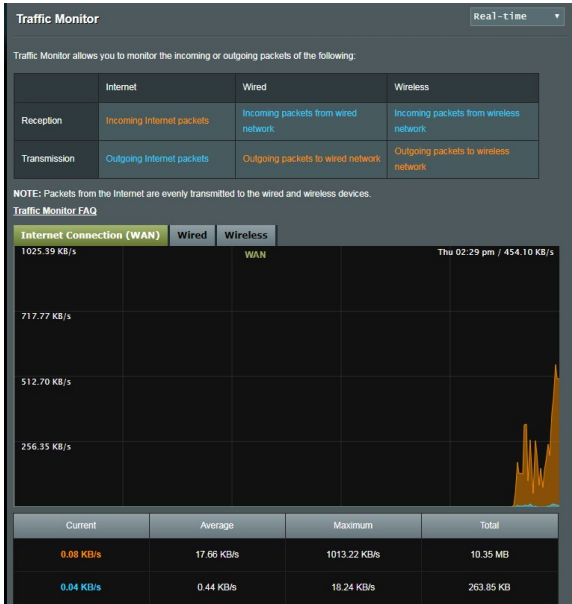 Traffic Monitor
Real-time
Traffic Monitor allows you to monitor the incoming or outgoing packets of the following:
Internet Wired Wireless
Reception Incoming Internet packets Incoming packets from wired network Incoming packets from wireless network
Transmission Outgoing Internet packets Outgoing packets to wired network Outgoing packets to wireless network
NOTE: Packets from the Internet are evenly transmitted to the wired and wireless devices.
Traffic Monitor FAQ
Internet Connection (WAN) Wired Wireless
1025.39 KB/s WAN Thu 02:29 pm / 454.10 KB/s
717.77 KB/s
512.70 KB/s
256.35 KB/s
Current Average Maximum Total
0.08 KB/s 17.66 KB/s 1013.22 KB/s 10.35 MB
0.04 KB/s 0.44 KB/s 18.24 KB/s 263.85 KB